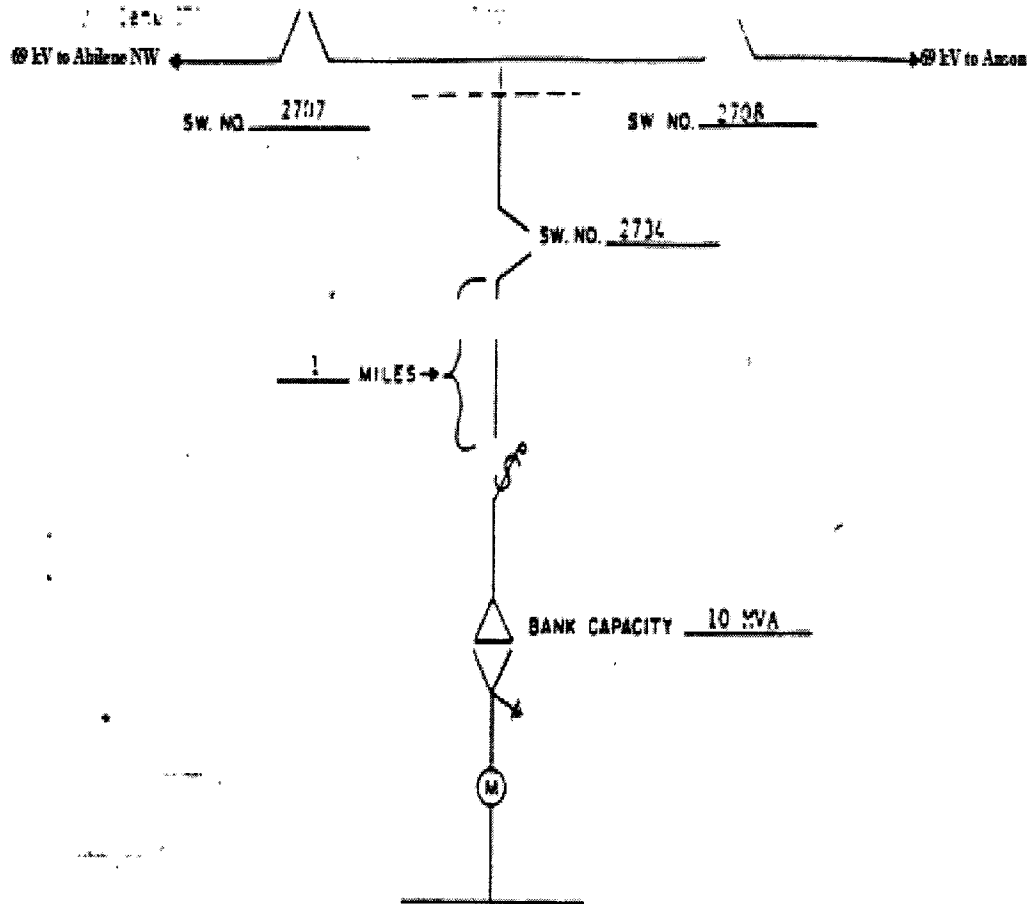 69 kV to Abilene NW
69 kV to Anson
SW. NO. 2707
SW NO. 2708
SW. NO. 2734
1 MILES
BANK CAPACITY 10 MVA
M